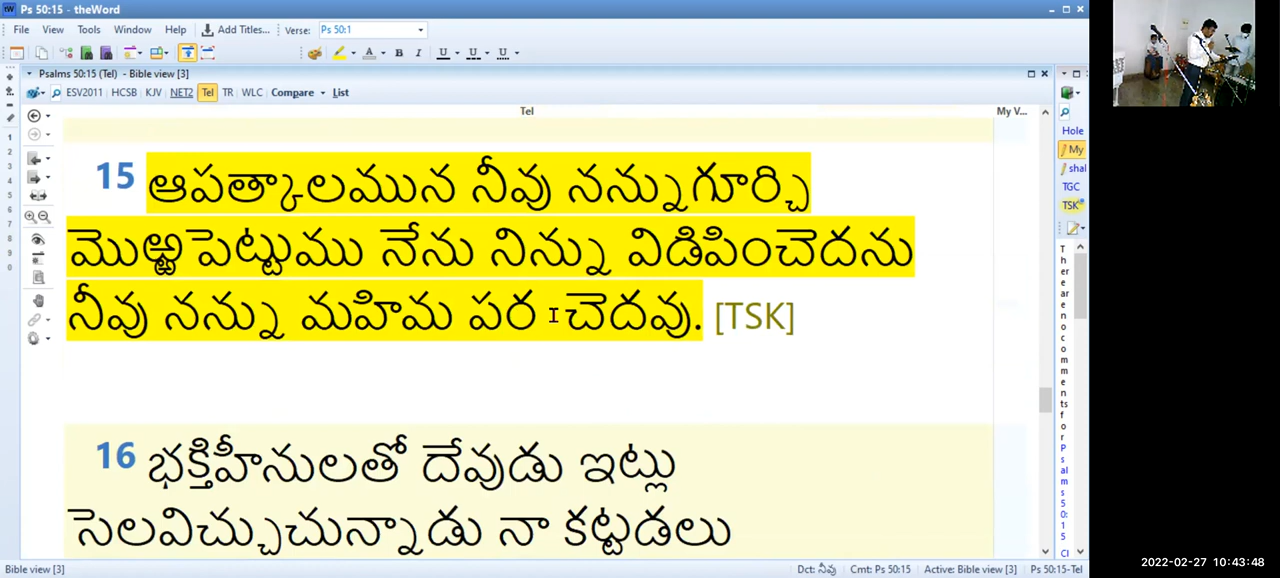 Ps 50:15 - theWord
File View Tools Window Help Add Titles... Verse: Ps 50:1
Psalms 50:15 (Tel) - Bible view [3]
ESV2011 HCSB KJV NET2 Tel TR WLC Compare List
Tel My V...
15 ఆపత్కాలమున నీవు నన్నుగూర్చి
మొఱ్ఱపెట్టుము నేను నిన్ను విడిపించెదను
నీవు నన్ను మహిమ పర చెదవు. [TSK]
16 భక్తిహీనులతో దేవుడు ఇట్లు
సెలవిచ్చుచున్నాడు నా కట్టడలు
Hole
My
shal
TGC
TSK
There are no comments for Psalms 50:15
Bible view [3] Dct: నీవు Cmt: Ps 50:15 Active: Bible view [3] Ps 50:15-Tel
2022-02-27 10:43:48